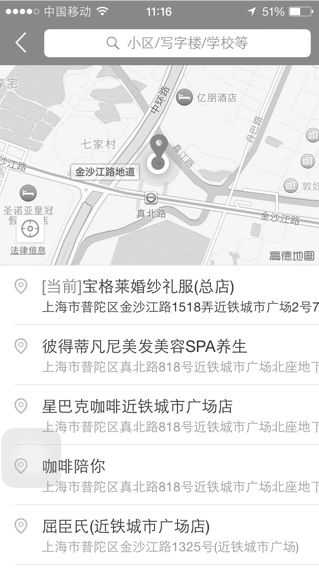 中国移动
11:16
51%
小区/写字楼/学校等
中环路
亿朋酒店
丹巴路
七家村
真江路
金沙江路地道
金沙江路
真北路
圣诺亚皇冠
法律信息
高德地图
[当前]宝格莱婚纱礼服(总店)
上海市普陀区金沙江路1518弄近铁城市广场2号7
彼得蒂凡尼美发美容SPA养生
上海市普陀区真北路818号近铁城市广场北座地下
星巴克咖啡近铁城市广场店
上海市普陀区真北路818号近铁城市广场北座地下
咖啡陪你
上海市普陀区真北路818号近铁城市广场北座地下
屈臣氏(近铁城市广场店)
上海市普陀区金沙江路1325号(近铁城市广场)